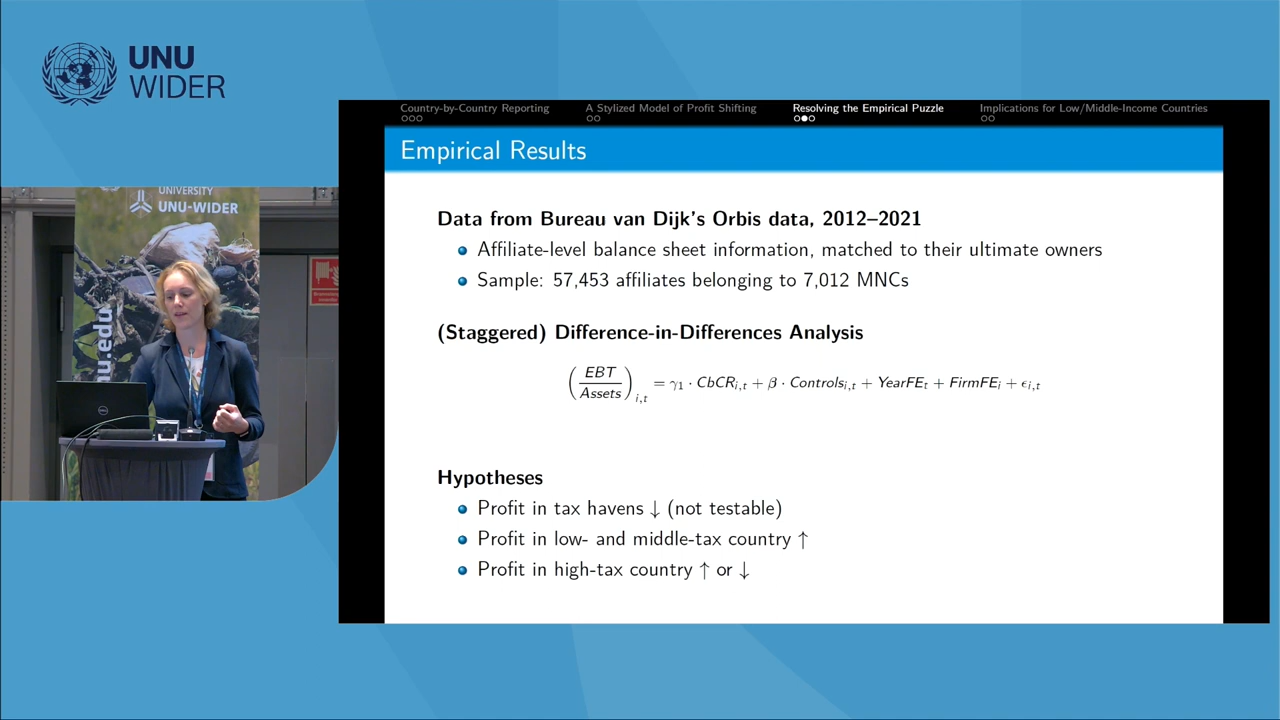 UNU
WIDER
UNIVERSITY
UNU-WIDER
nu.edu
Country-by-Country Reporting
A Stylized Model of Profit Shifting
Resolving the Empirical Puzzle
Implications for Low/Middle-Income Countries
Empirical Results
Data from Bureau van Dijk's Orbis data, 2012–2021
Affiliate-level balance sheet information, matched to their ultimate owners
Sample: 57,453 affiliates belonging to 7,012 MNCs
(Staggered) Difference-in-Differences Analysis
(EBT/Assets)i,t = γ1 · CbCRi,t + β · Controlsi,t + YearFEt + FirmFEi + ϵi,t
Hypotheses
Profit in tax havens ↓ (not testable)
Profit in low- and middle-tax country ↑
Profit in high-tax country ↑ or ↓